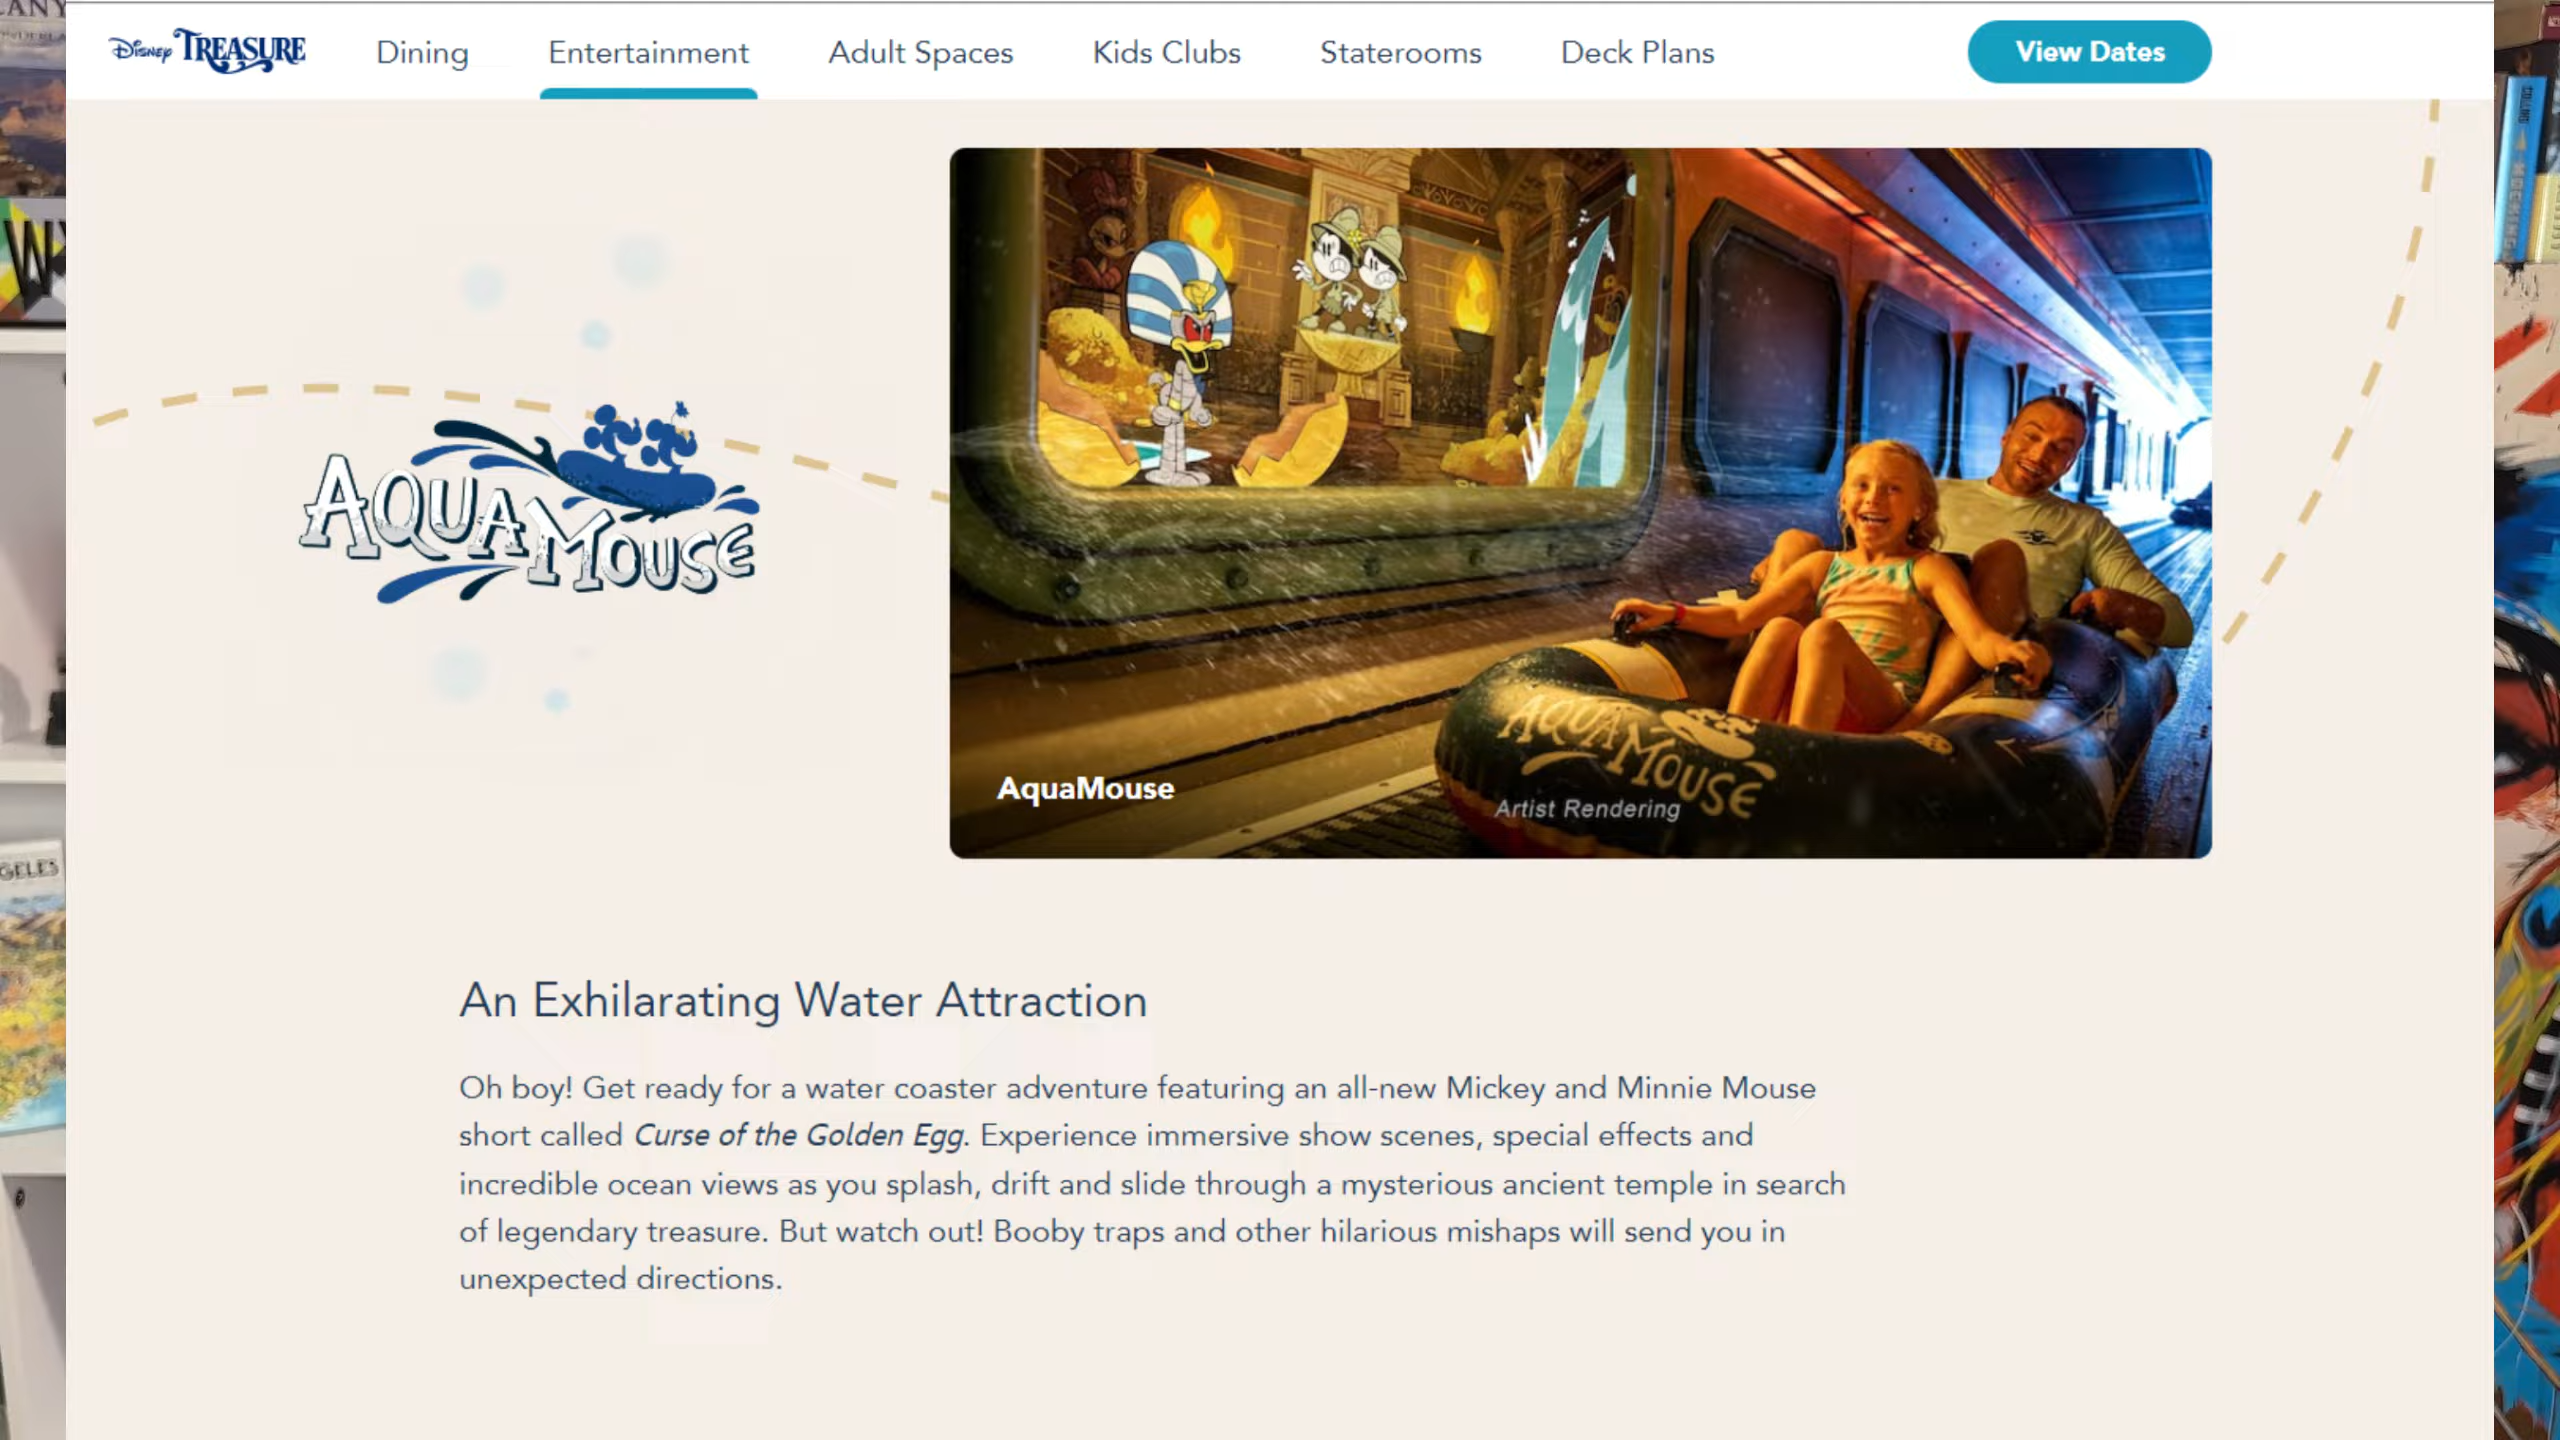 Disney TREASURE
Dining
Entertainment
Adult Spaces
Kids Clubs
Staterooms
Deck Plans
View Dates
AQUAMOUSE
AQUAMOUSE
AquaMouse
Artist Rendering
An Exhilarating Water Attraction
Oh boy! Get ready for a water coaster adventure featuring an all-new Mickey and Minnie Mouse
short called Curse of the Golden Egg. Experience immersive show scenes, special effects and
incredible ocean views as you splash, drift and slide through a mysterious ancient temple in search
of legendary treasure. But watch out! Booby traps and other hilarious mishaps will send you in
unexpected directions.